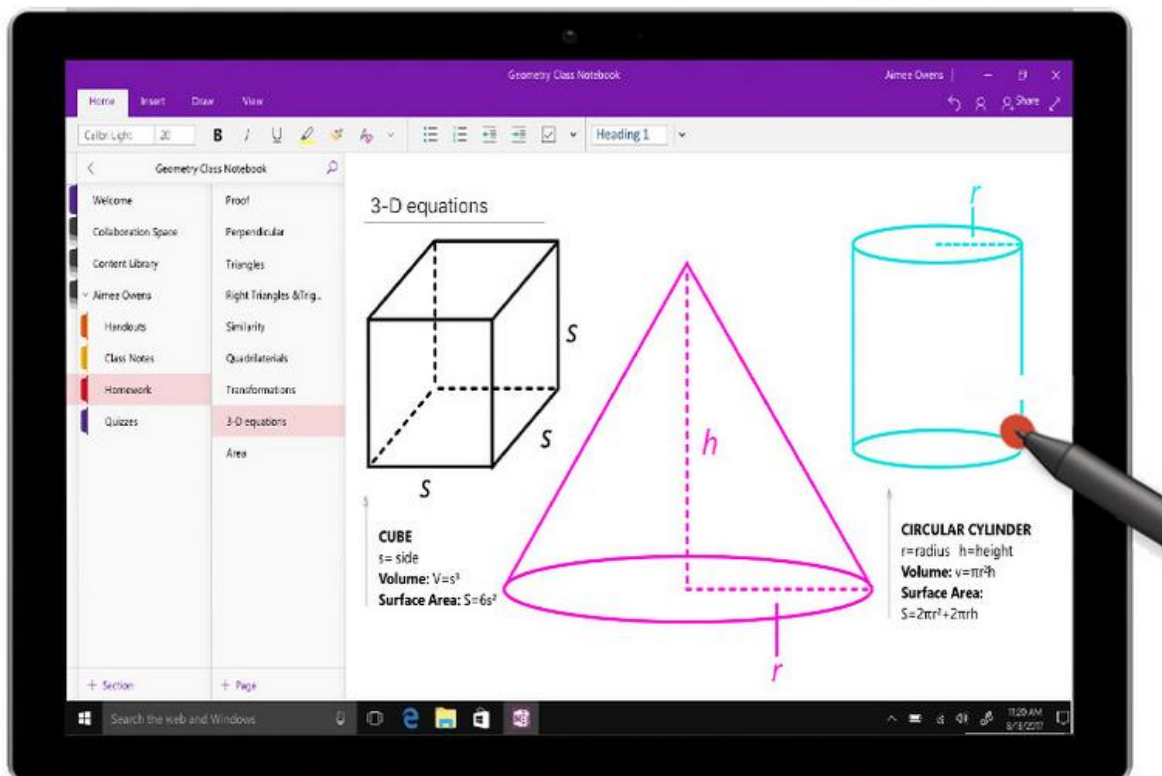 Geometry Class Notebook
Aimee Owens
Home Insert Draw View
Share
Calibri Light 20 B I U Heading 1
Geometry Class Notebook
Welcome
Collaboration Space
Content Library
Aimee Owens
Handouts
Class Notes
Homework
Quizzes
+ Section
Proof
Perpendicular
Triangles
Right Triangles &Trig..
Similarity
Quadrilaterials
Transformations
3-D equations
Area
+ Page
3-D equations
S
S
S
CUBE
s= side
Volume: V=s³
Surface Area: S=6s²
h
r
r
CIRCULAR CYLINDER
r=radius h=height
Volume: v=πr²h
Surface Area:
S=2πr²+2πrh
Search the web and Windows
11:20 AM